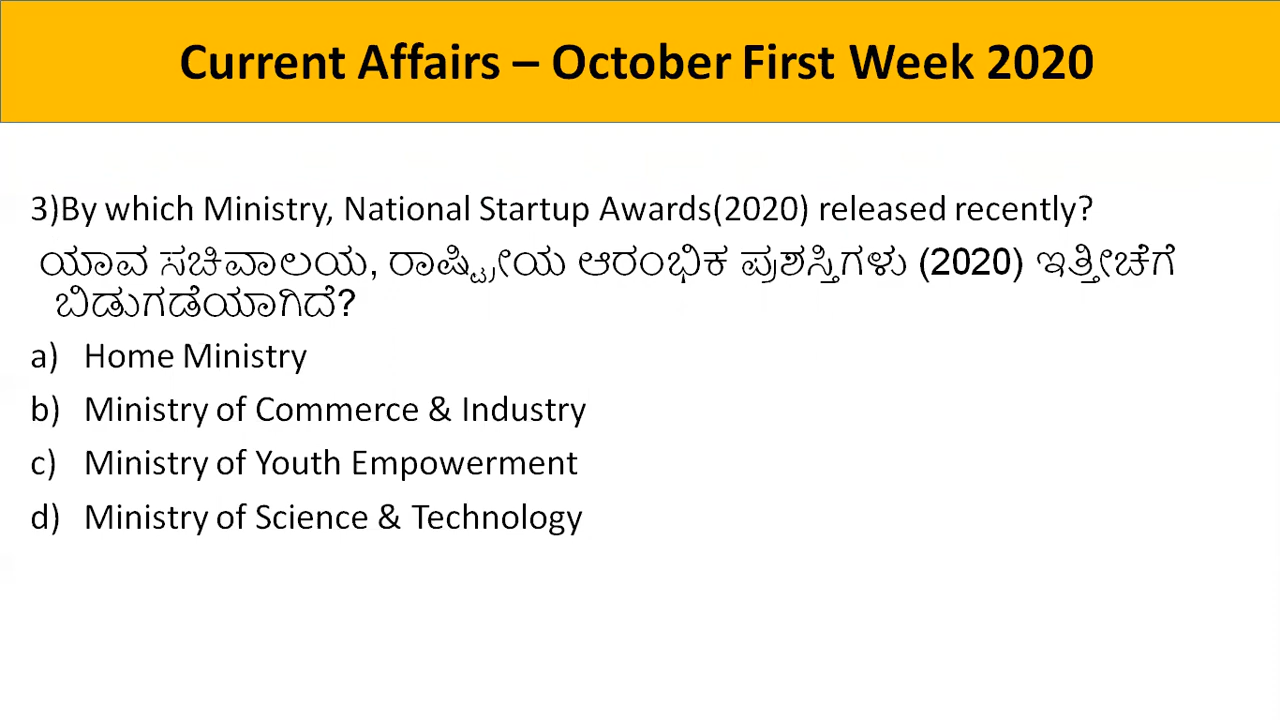 Current Affairs – October First Week 2020
3)By which Ministry, National Startup Awards(2020) released recently?
ಯಾವ ಸಚಿವಾಲಯ, ರಾಷ್ಟ್ರೀಯ ಆರಂಭಿಕ ಪ್ರಶಸ್ತಿಗಳು (2020) ಇತ್ತೀಚೆಗೆ
ಬಿಡುಗಡೆಯಾಗಿದೆ?
a) Home Ministry
b) Ministry of Commerce & Industry
c) Ministry of Youth Empowerment
d) Ministry of Science & Technology